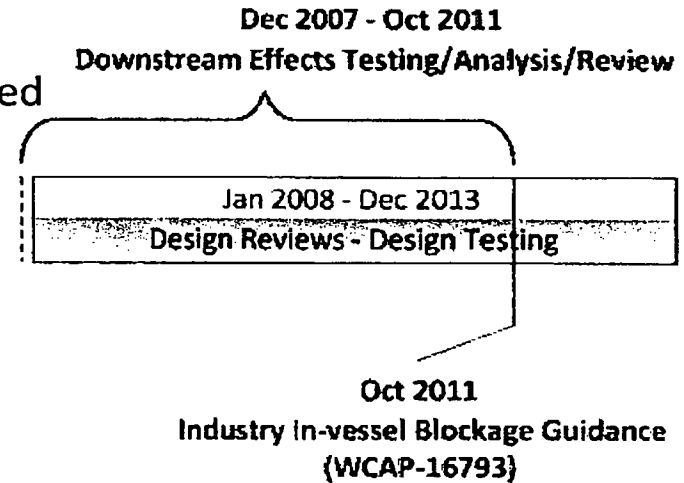 Dec 2007 - Oct 2011
Downstream Effects Testing/Analysis/Review
ed
Jan 2008 - Dec 2013
Design Reviews - Design Testing
Oct 2011
Industry In-vessel Blockage Guidance
(WCAP-16793)